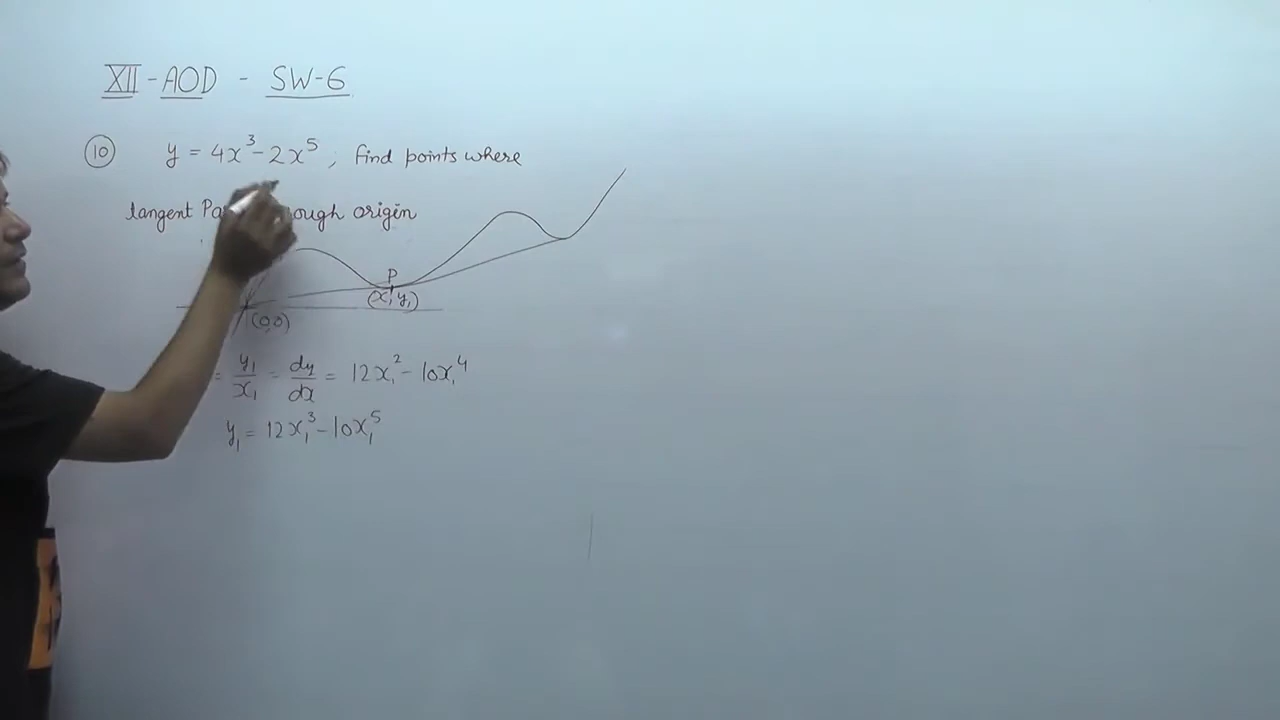 XII - AOD - SW-6
10 y = 4x³ - 2x⁵ ; find points where
tangent Pa ough origin
P
(x₁, y₁)
(0,0)
= y₁/x₁ = dy/dx = 12x₁² - 10x₁⁴
y₁ = 12x₁³ - 10x₁⁵